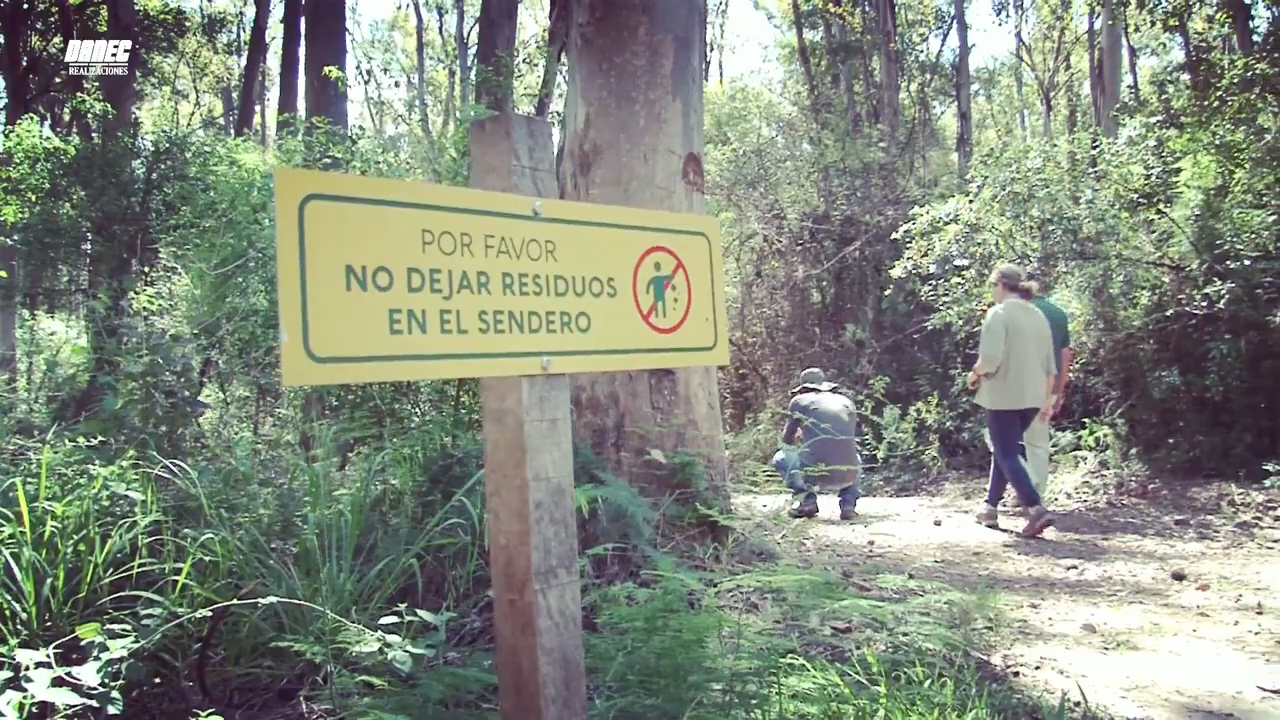 DANEC
REALIZACIONES
POR FAVOR
NO DEJAR RESIDUOS
EN EL SENDERO